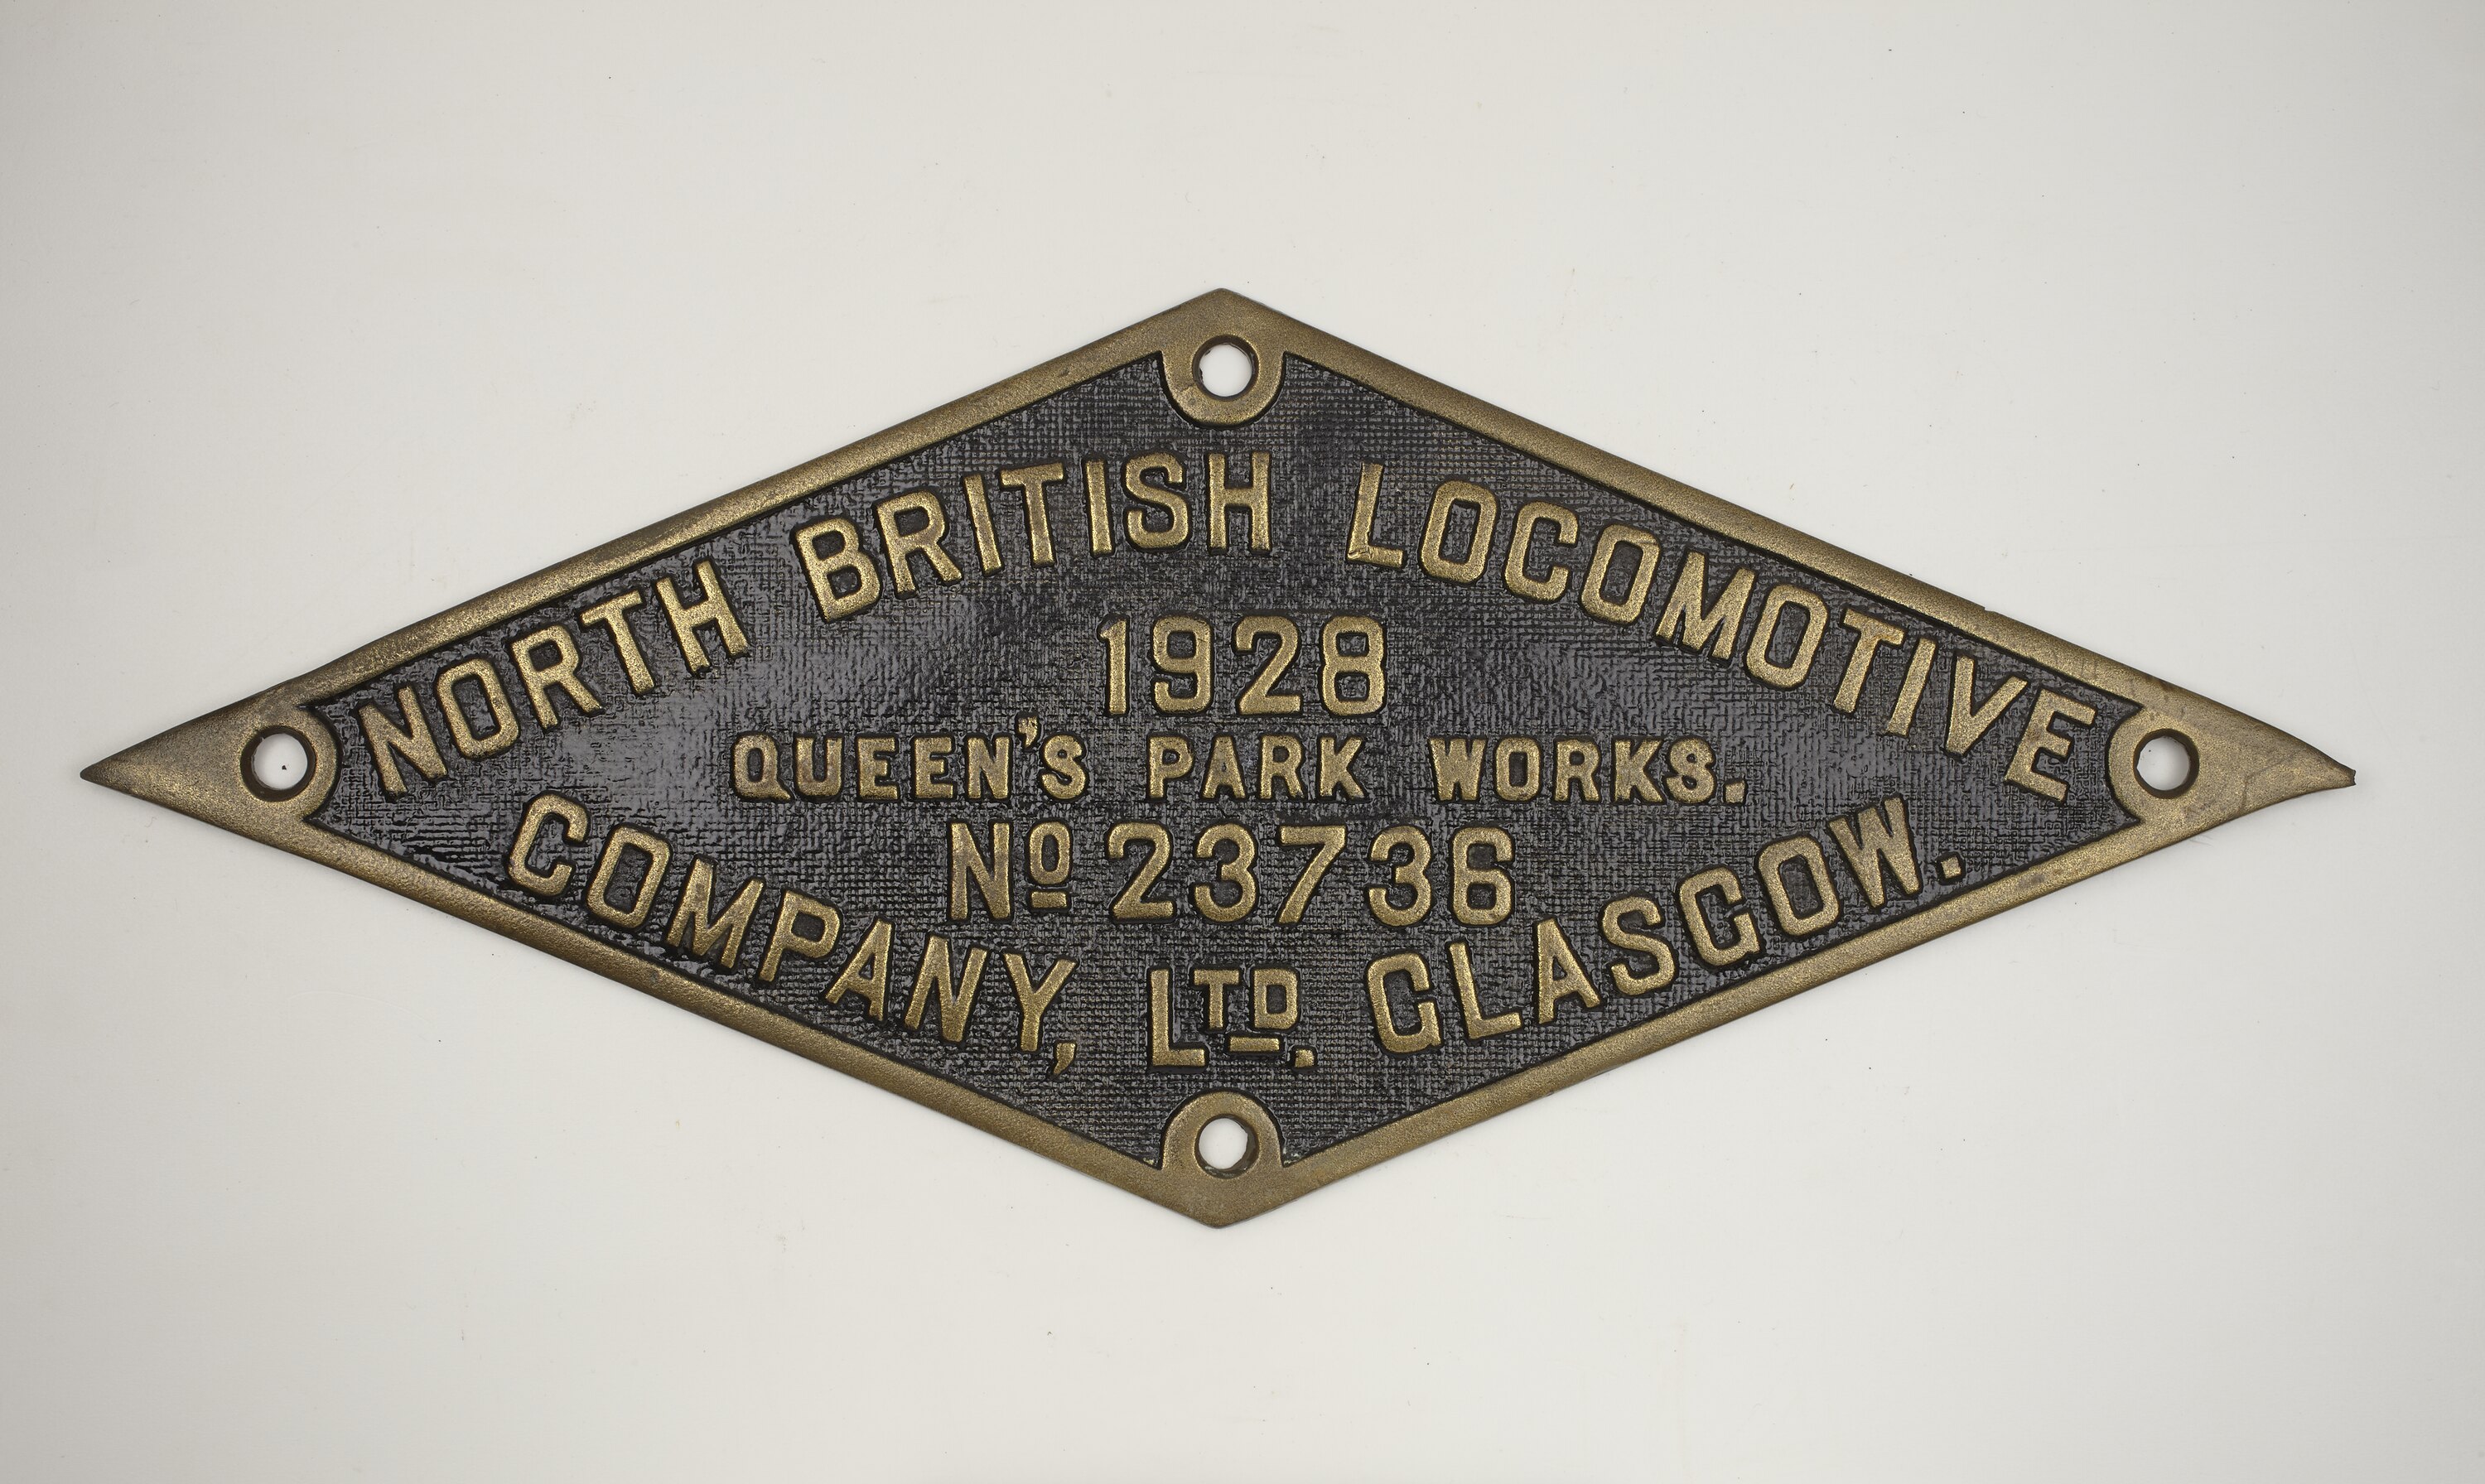 NORTH BRITISH LOCOMOTIVE
1928
QUEEN'S PARK WORKS.
Nº 23736
COMPANY, LTD. GLASGOW.